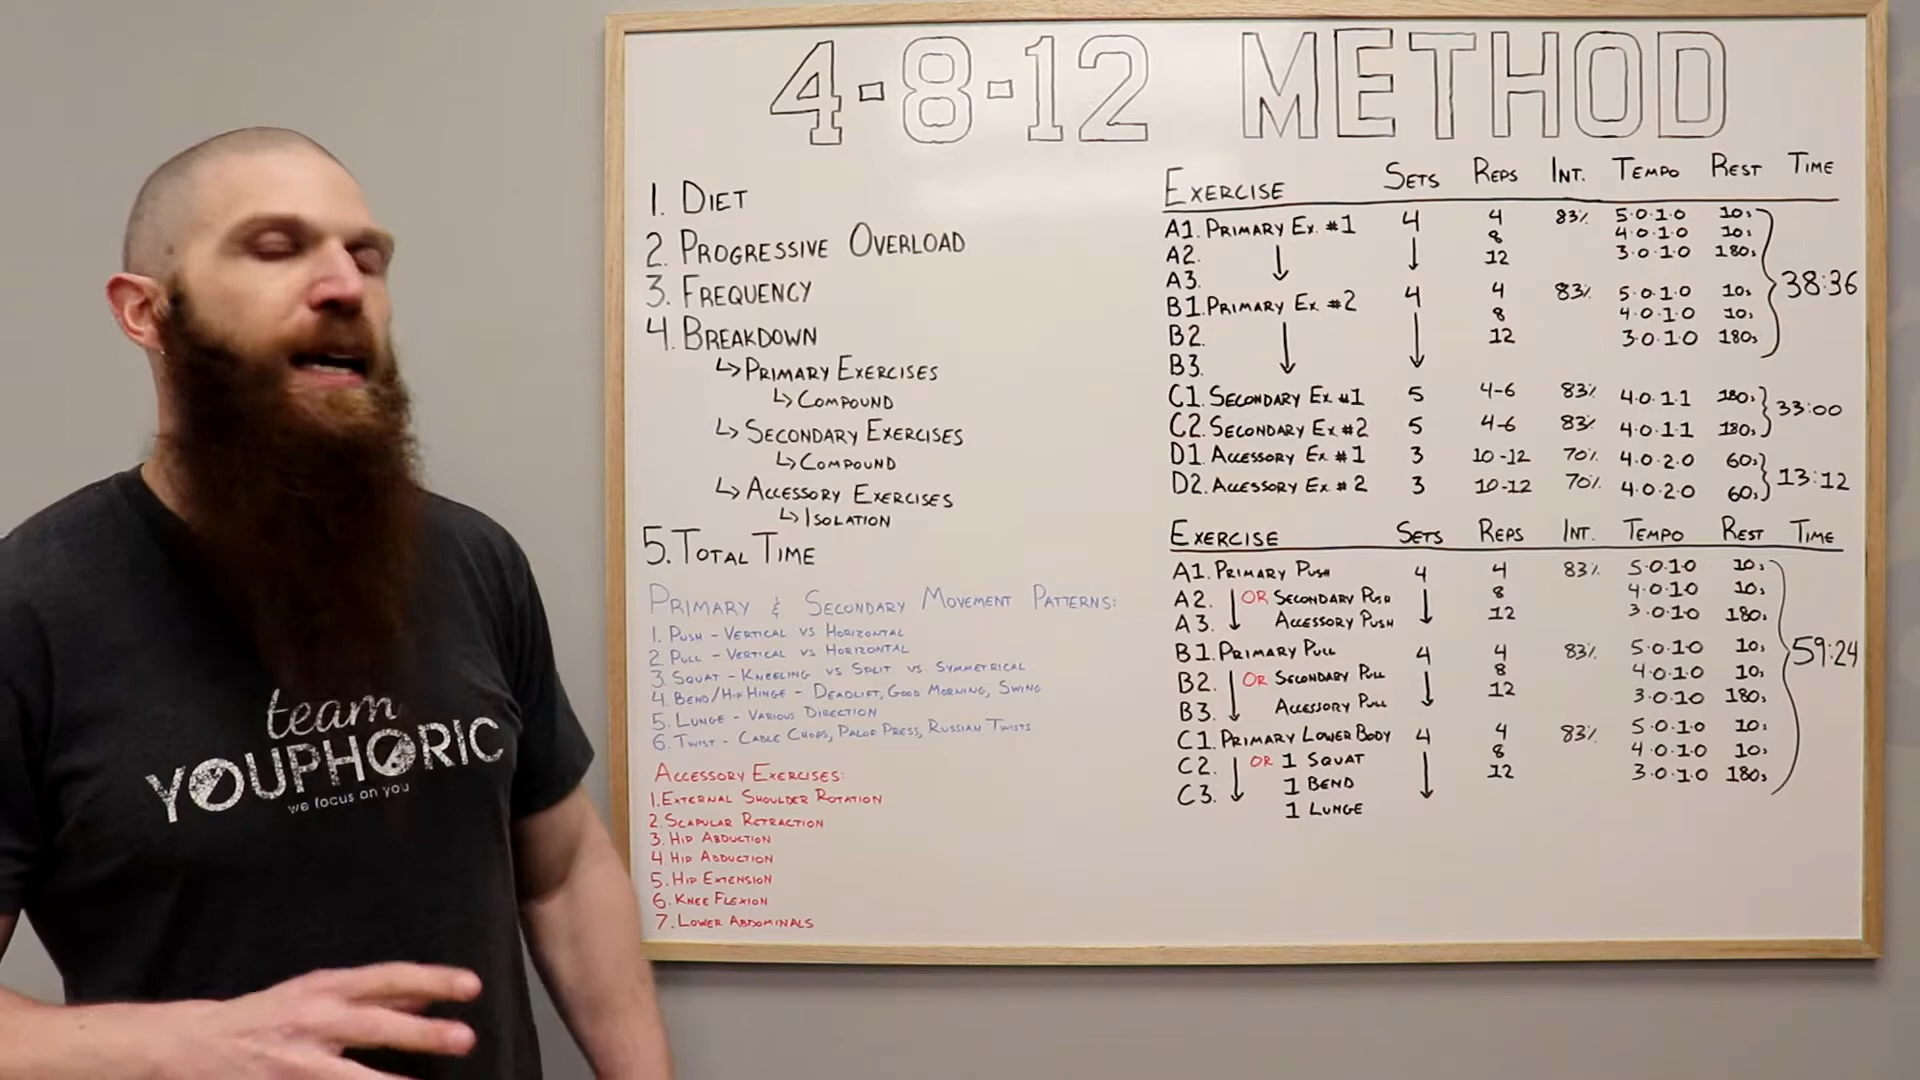 4-8-12 METHOD
1. DIET
2. PROGRESSIVE OVERLOAD
3. FREQUENCY
4. BREAKDOWN
↳ PRIMARY EXERCISES
↳ COMPOUND
↳ SECONDARY EXERCISES
↳ COMPOUND
↳ ACCESSORY EXERCISES
↳ ISOLATION
5. TOTAL TIME
PRIMARY & SECONDARY MOVEMENT PATTERNS:
1. PUSH - VERTICAL VS HORIZONTAL
2. PULL - VERTICAL VS HORIZONTAL
3. SQUAT - KNEELING VS SPLIT VS SYMMETRICAL
4. BEND/HIP HINGE - DEADLIFT, GOOD MORNING, SWING
5. LUNGE - VARIOUS DIRECTION
6. TWIST - CABLE CHOPS, PALOF PRESS, RUSSIAN TWISTS
ACCESSORY EXERCISES:
1. EXTERNAL SHOULDER ROTATION
2. SCAPULAR RETRACTION
3. HIP ABDUCTION
4. HIP ADDUCTION
5. HIP EXTENSION
6. KNEE FLEXION
7. LOWER ABDOMINALS
EXERCISE SETS REPS INT. TEMPO REST TIME
A1. PRIMARY EX. #1 4 4 83% 5·0·1·0 10s
A2. ↓ ↓ 8 4·0·1·0 10s
A3. 12 3·0·1·0 180s
38:36
B1. PRIMARY EX #2 4 4 83% 5·0·1·0 10s
B2. ↓ ↓ 8 4·0·1·0 10s
B3. 12 3·0·1·0 180s
C1. SECONDARY EX #1 5 4-6 83% 4·0·1·1 180s
33:00
C2. SECONDARY EX #2 5 4-6 83% 4·0·1·1 180s
D1. ACCESSORY EX #1 3 10-12 70% 4·0·2·0 60s
13:12
D2. ACCESSORY EX #2 3 10-12 70% 4·0·2·0 60s
EXERCISE SETS REPS INT. TEMPO REST TIME
A1. PRIMARY PUSH 4 4 83% 5·0·1·0 10s
A2. ↓ OR SECONDARY PUSH ↓ 8 4·0·1·0 10s
A3. ACCESSORY PUSH 12 3·0·1·0 180s
B1. PRIMARY PULL 4 4 83% 5·0·1·0 10s
59:24
B2. ↓ OR SECONDARY PULL ↓ 8 4·0·1·0 10s
B3. ACCESSORY PULL 12 3·0·1·0 180s
C1. PRIMARY LOWER BODY 4 4 83% 5·0·1·0 10s
C2. ↓ OR 1 SQUAT ↓ 8 4·0·1·0 10s
C3. 1 BEND 12 3·0·1·0 180s
1 LUNGE
team
YOUPHORIC
we focus on you